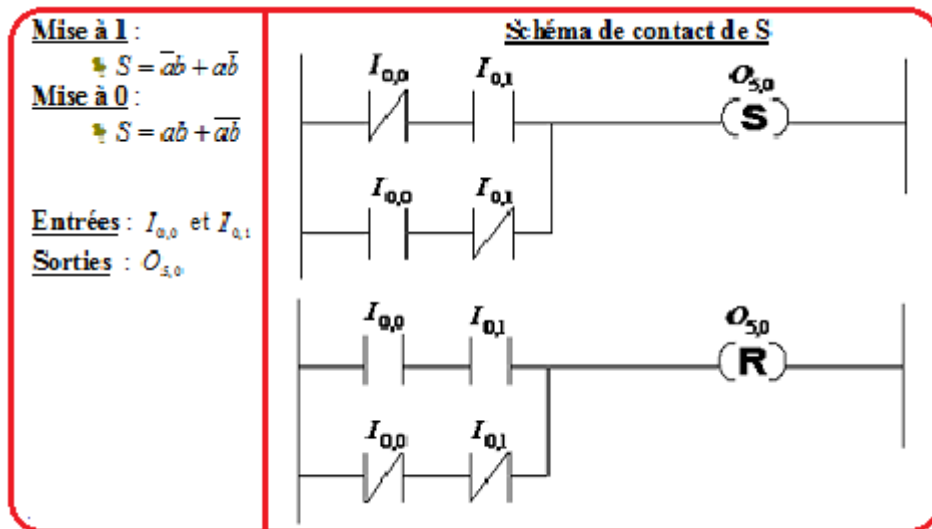 Mise à 1 :
S = a̅b + ab̅
Mise à 0 :
S = ab + a̅b̅
Entrées : I0,0 et I0,1
Sorties : O5,0
Schéma de contact de S
I0,0 I0,1 O5,0
S
I0,0 I0,1
I0,0 I0,1 O5,0
R
I0,0 I0,1